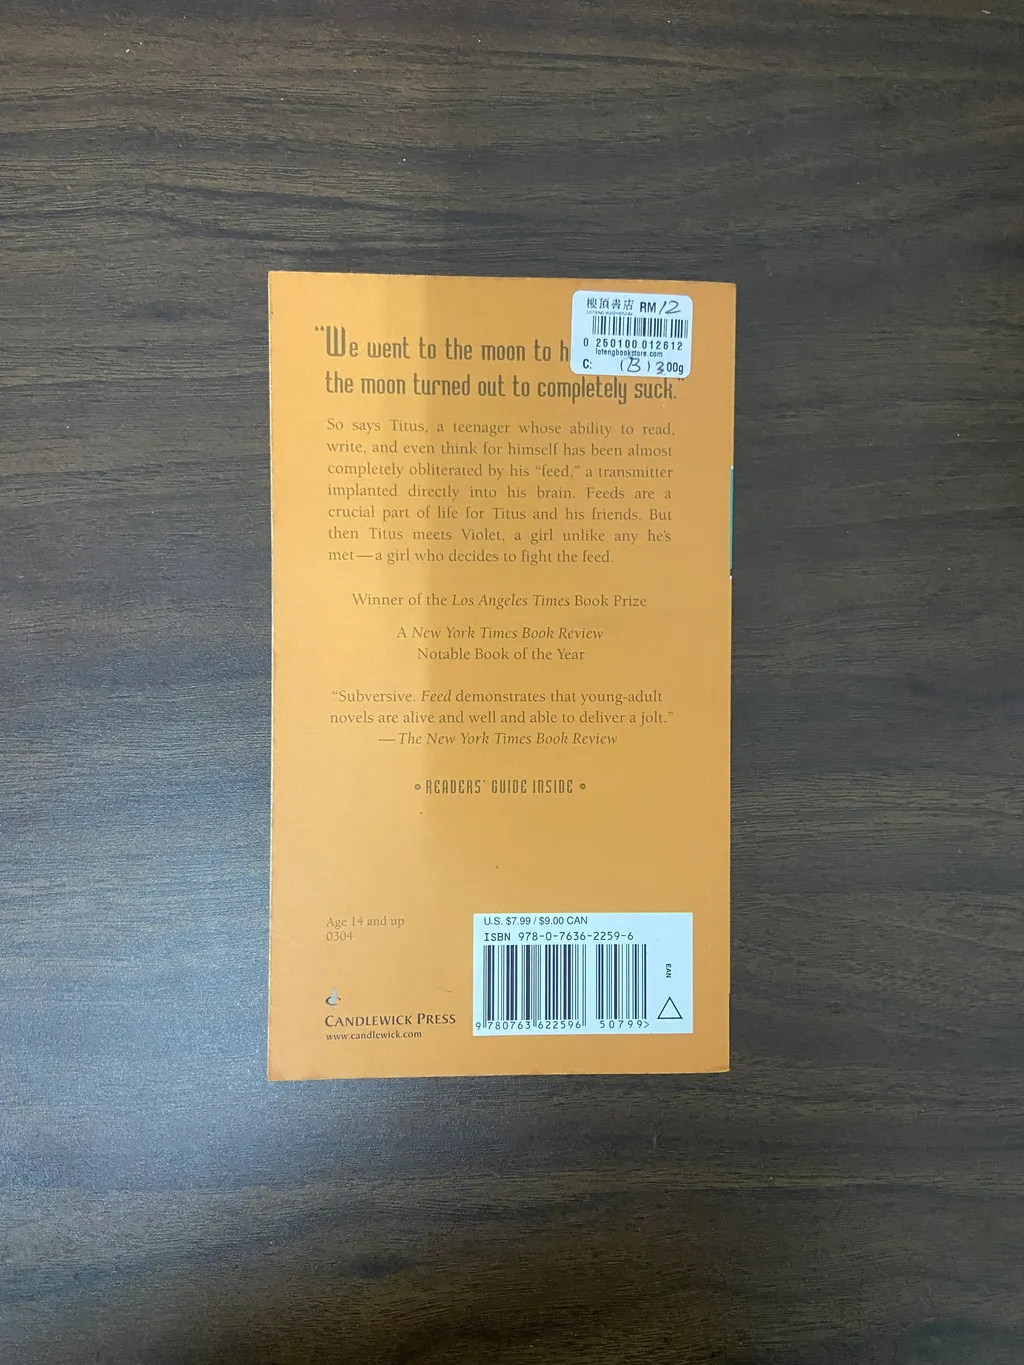 樓頂書店 RM 12
0 250100 012612
lotengbookstore.com
C: (B) 300g
"We went to the moon to h
the moon turned out to completely suck."
So says Titus, a teenager whose ability to read,
write, and even think for himself has been almost
completely obliterated by his "feed," a transmitter
implanted directly into his brain. Feeds are a
crucial part of life for Titus and his friends. But
then Titus meets Violet, a girl unlike any he's
met—a girl who decides to fight the feed.
Winner of the Los Angeles Times Book Prize
A New York Times Book Review
Notable Book of the Year
"Subversive. Feed demonstrates that young-adult
novels are alive and well and able to deliver a jolt."
—The New York Times Book Review
• READERS' GUIDE INSIDE •
Age 14 and up
0304
CANDLEWICK PRESS
www.candlewick.com
U.S. $7.99 / $9.00 CAN
ISBN 978-0-7636-2259-6
EAN
9 780763 622596 50799>